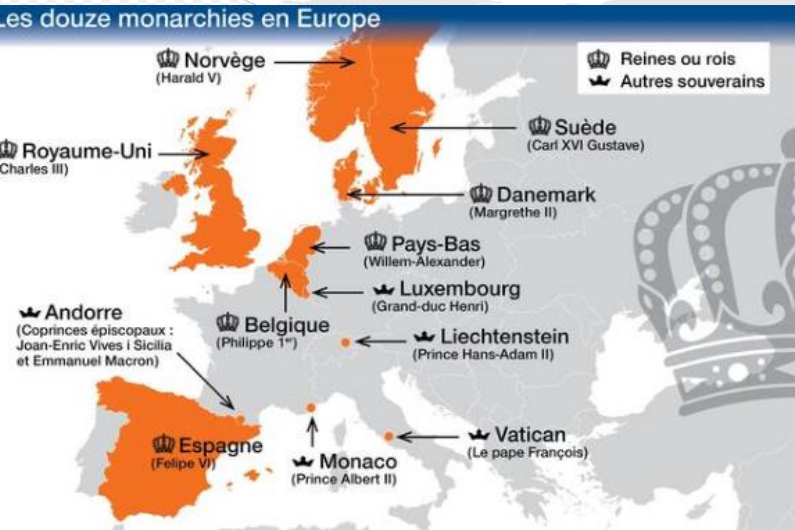 Les douze monarchies en Europe
Reines ou rois
Autres souverains
Norvège
(Harald V)
Suède
(Carl XVI Gustave)
Royaume-Uni
(Charles III)
Danemark
(Margrethe II)
Pays-Bas
(Willem-Alexander)
Luxembourg
(Grand-duc Henri)
Andorre
(Coprinces épiscopaux :
Joan-Enric Vives i Sicilia
et Emmanuel Macron)
Belgique
(Philippe 1er)
Liechtenstein
(Prince Hans-Adam II)
Espagne
(Felipe VI)
Monaco
(Prince Albert II)
Vatican
(Le pape François)